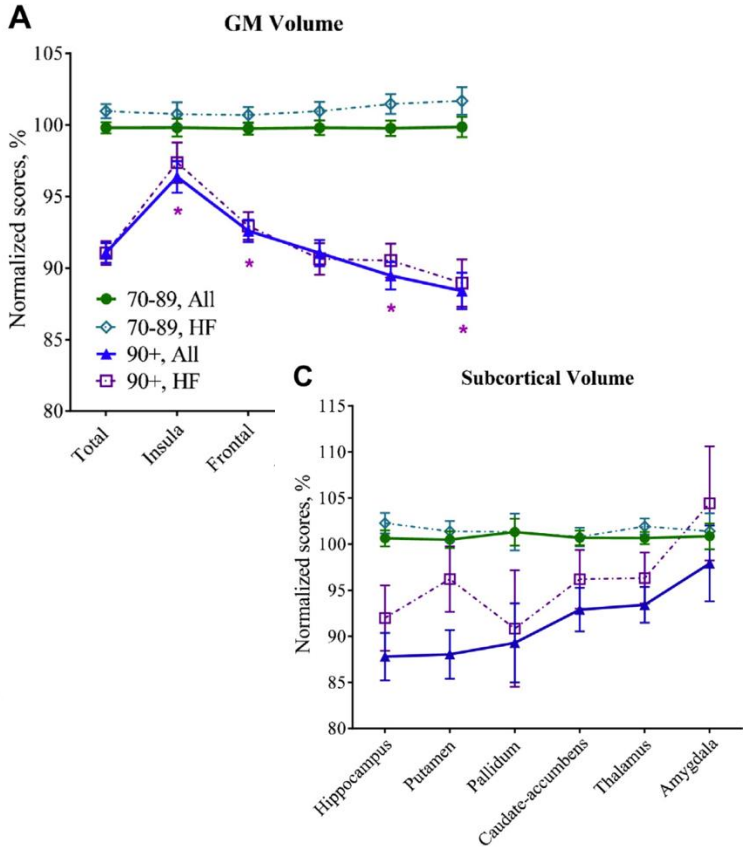 A
GM Volume
Normalized scores, %
105
100
95
90
85
80
70-89, All
70-89, HF
90+, All
90+, HF
*
*
*
*
Total
Insula
Frontal
C
Subcortical Volume
Normalized scores, %
115
110
105
100
95
90
85
80
Hippocampus
Putamen
Pallidum
Caudate-accumbens
Thalamus
Amygdala